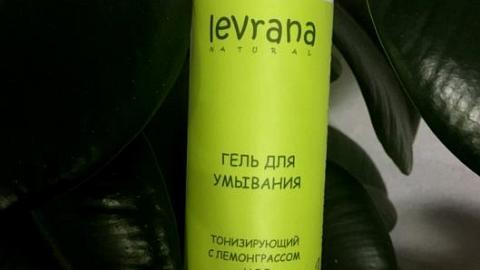 levrana
NATURAL
ГЕЛЬ ДЛЯ
УМЫВАНИЯ
ТОНИЗИРУЮЩИЙ
С ЛЕМОНГРАССОМ